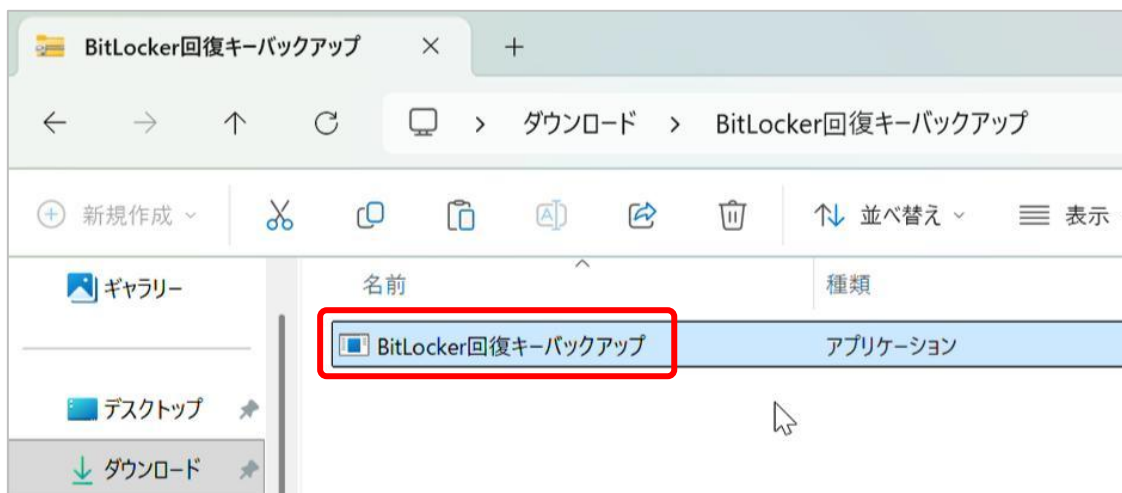 BitLocker回復キーバックアップ
ダウンロード > BitLocker回復キーバックアップ
新規作成 並べ替え 表示
ギャラリー
名前 種類
BitLocker回復キーバックアップ アプリケーション
デスクトップ
ダウンロード